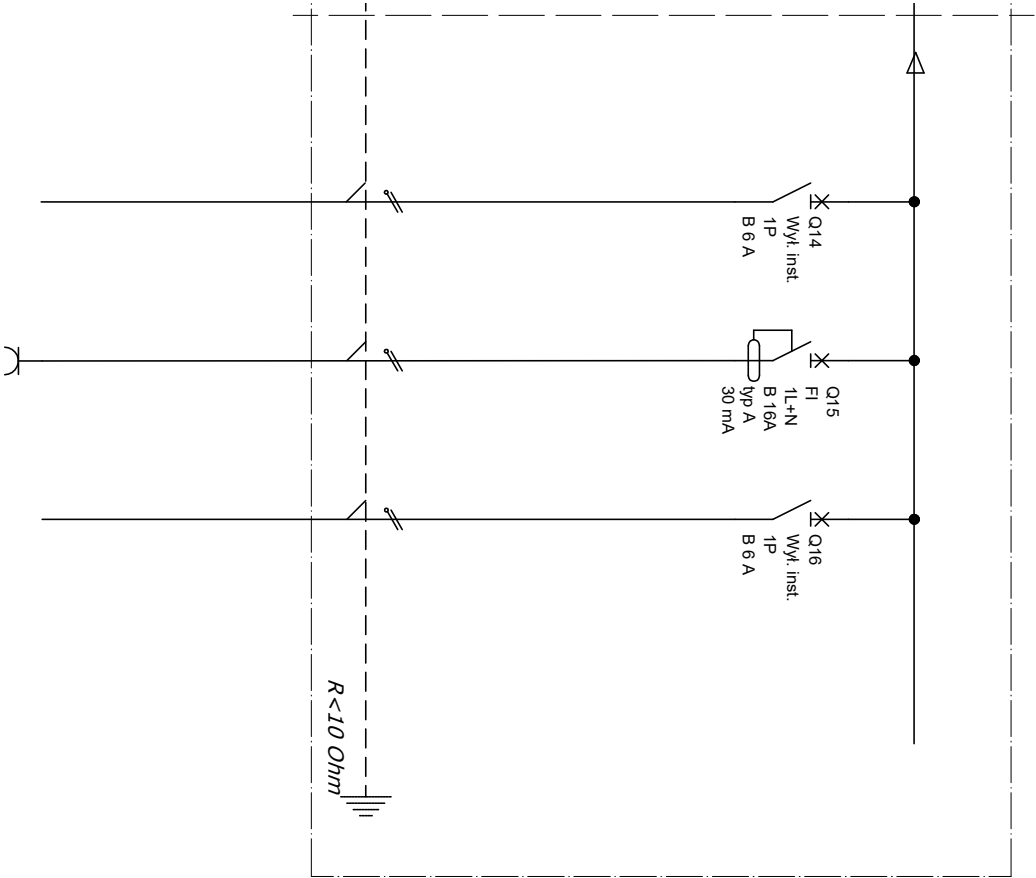 Q14
Wył. inst.
1P
B 6 A
Q15
FI
1L+N
B 16A
typ A
30 mA
Q16
Wył. inst.
1P
B 6 A
R<10 Ohm